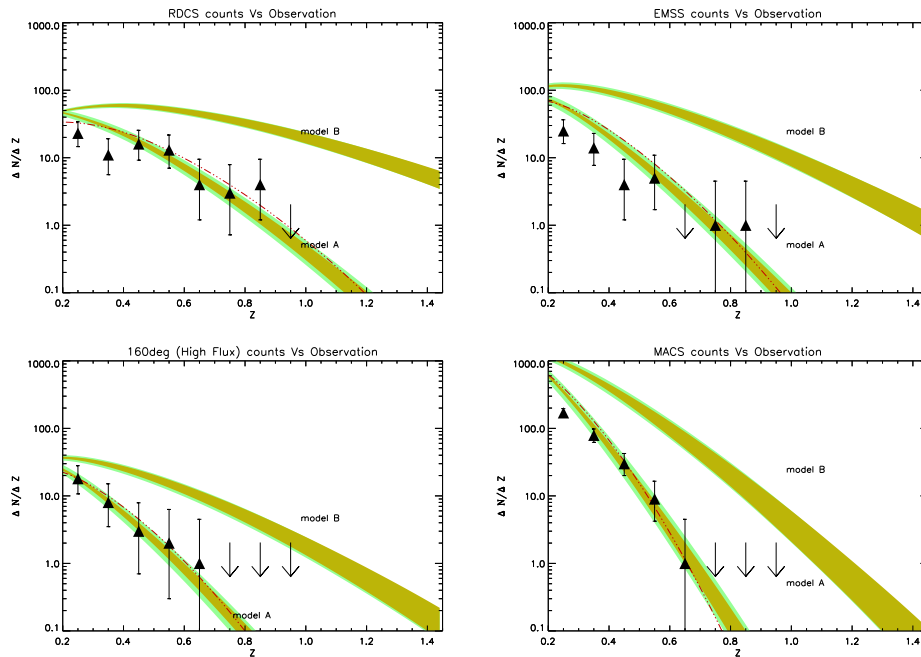 RDCS counts Vs Observation
1000.0
100.0
10.0
1.0
0.1
Δ N/Δ Z
model B
model A
0.2 0.4 0.6 0.8 1.0 1.2 1.4
Z
EMSS counts Vs Observation
1000.0
100.0
10.0
1.0
0.1
Δ N/Δ Z
model B
model A
0.2 0.4 0.6 0.8 1.0 1.2 1.4
Z
160deg (High Flux) counts Vs Observation
1000.0
100.0
10.0
1.0
0.1
Δ N/Δ Z
model B
model A
0.2 0.4 0.6 0.8 1.0 1.2 1.4
Z
MACS counts Vs Observation
1000.0
100.0
10.0
1.0
0.1
Δ N/Δ Z
model B
model A
0.2 0.4 0.6 0.8 1.0 1.2 1.4
Z